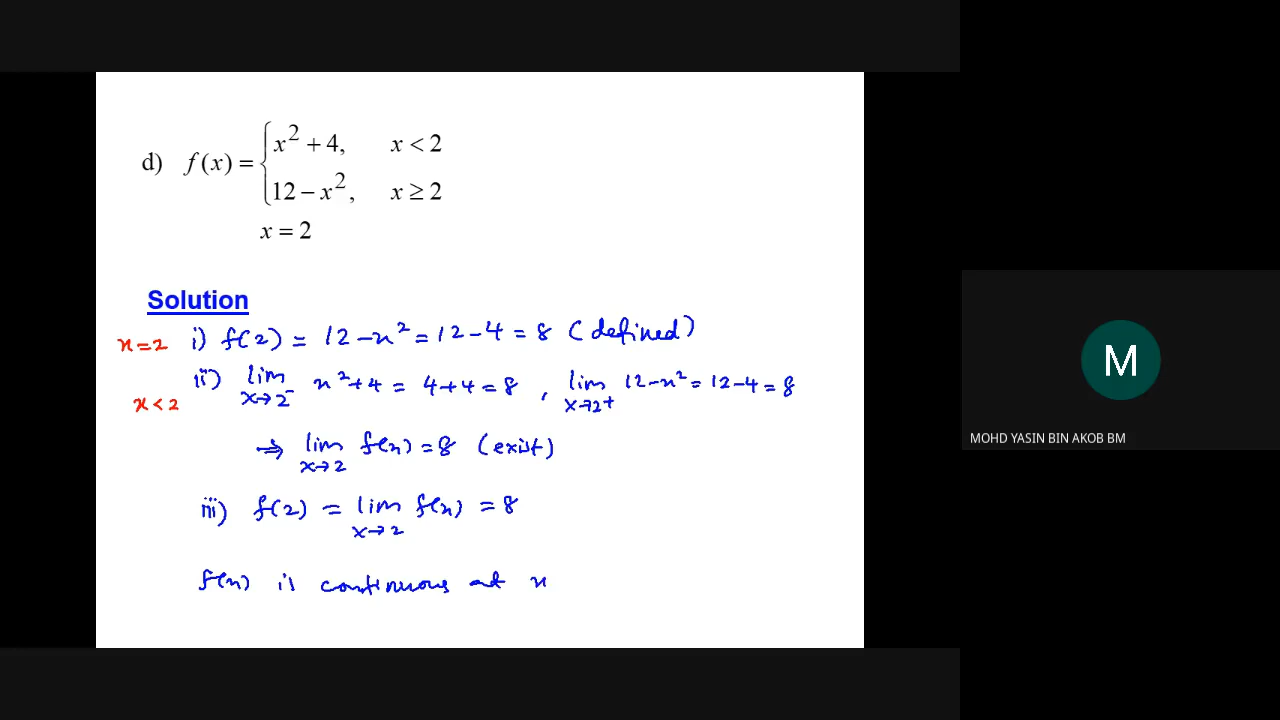 d) f(x) = { x² + 4, x < 2
12 − x², x ≥ 2
x = 2
Solution
x = 2 i) f(2) = 12 − x² = 12 − 4 = 8 (defined)
ii) lim x→2⁻ x² + 4 = 4 + 4 = 8 , lim x→2⁺ 12 − x² = 12 − 4 = 8
x < 2
⇒ lim x→2 f(x) = 8 (exist)
iii) f(2) = lim x→2 f(x) = 8
f(x) is continuous at x
M
MOHD YASIN BIN AKOB BM